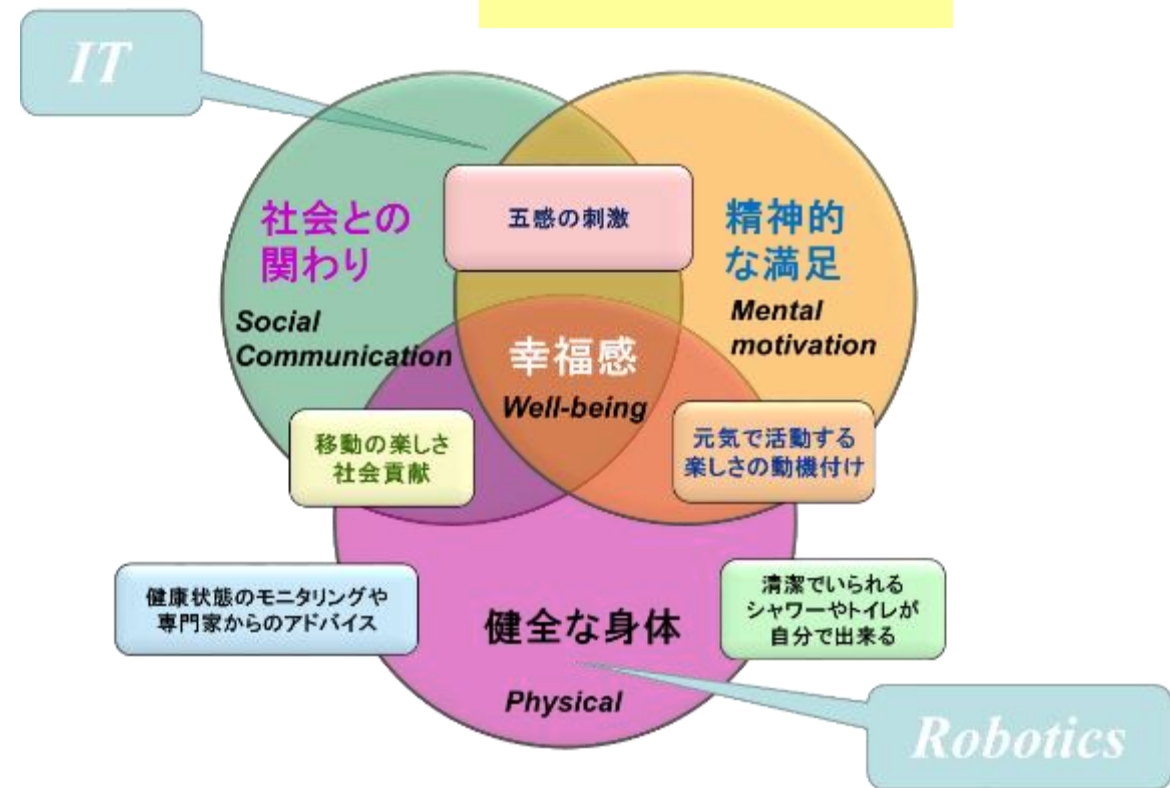 IT
社会との
関わり
Social
Communication
五感の刺激
精神的
な満足
Mental
motivation
幸福感
Well-being
移動の楽しさ
社会貢献
元気で活動する
楽しさの動機付け
健康状態のモニタリングや
専門家からのアドバイス
健全な身体
Physical
清潔でいられる
シャワーやトイレが
自分で出来る
Robotics